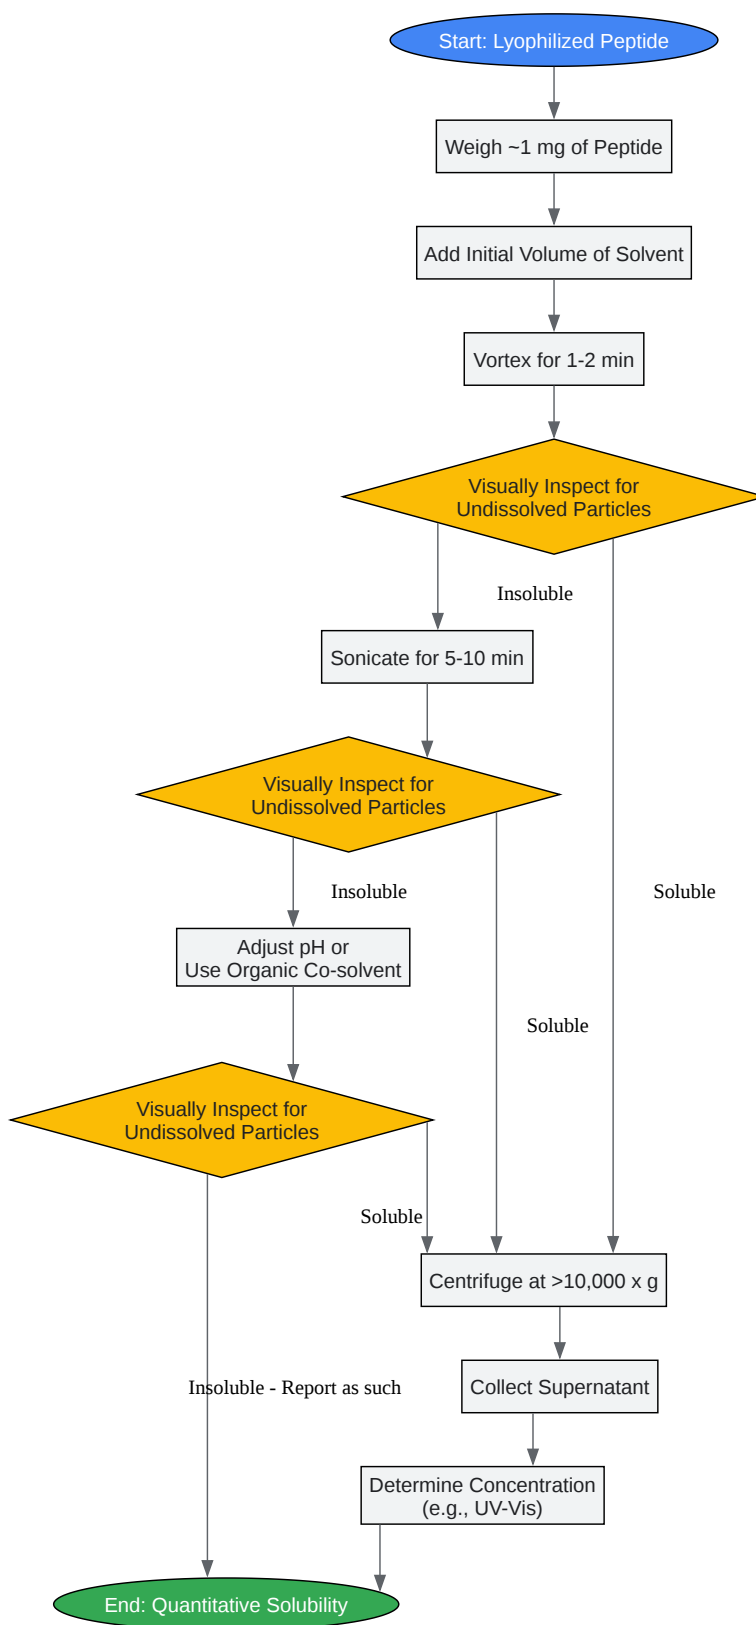 Start: Lyophilized Peptide
Weigh ~1 mg of Peptide
Add Initial Volume of Solvent
Vortex for 1-2 min
Visually Inspect for
Undissolved Particles
Insoluble
Sonicate for 5-10 min
Visually Inspect for
Undissolved Particles
Insoluble
Soluble
Adjust pH or
Use Organic Co-solvent
Soluble
Visually Inspect for
Undissolved Particles
Soluble
Centrifuge at >10,000 x g
Insoluble - Report as such
Collect Supernatant
Determine Concentration
(e.g., UV-Vis)
End: Quantitative Solubility